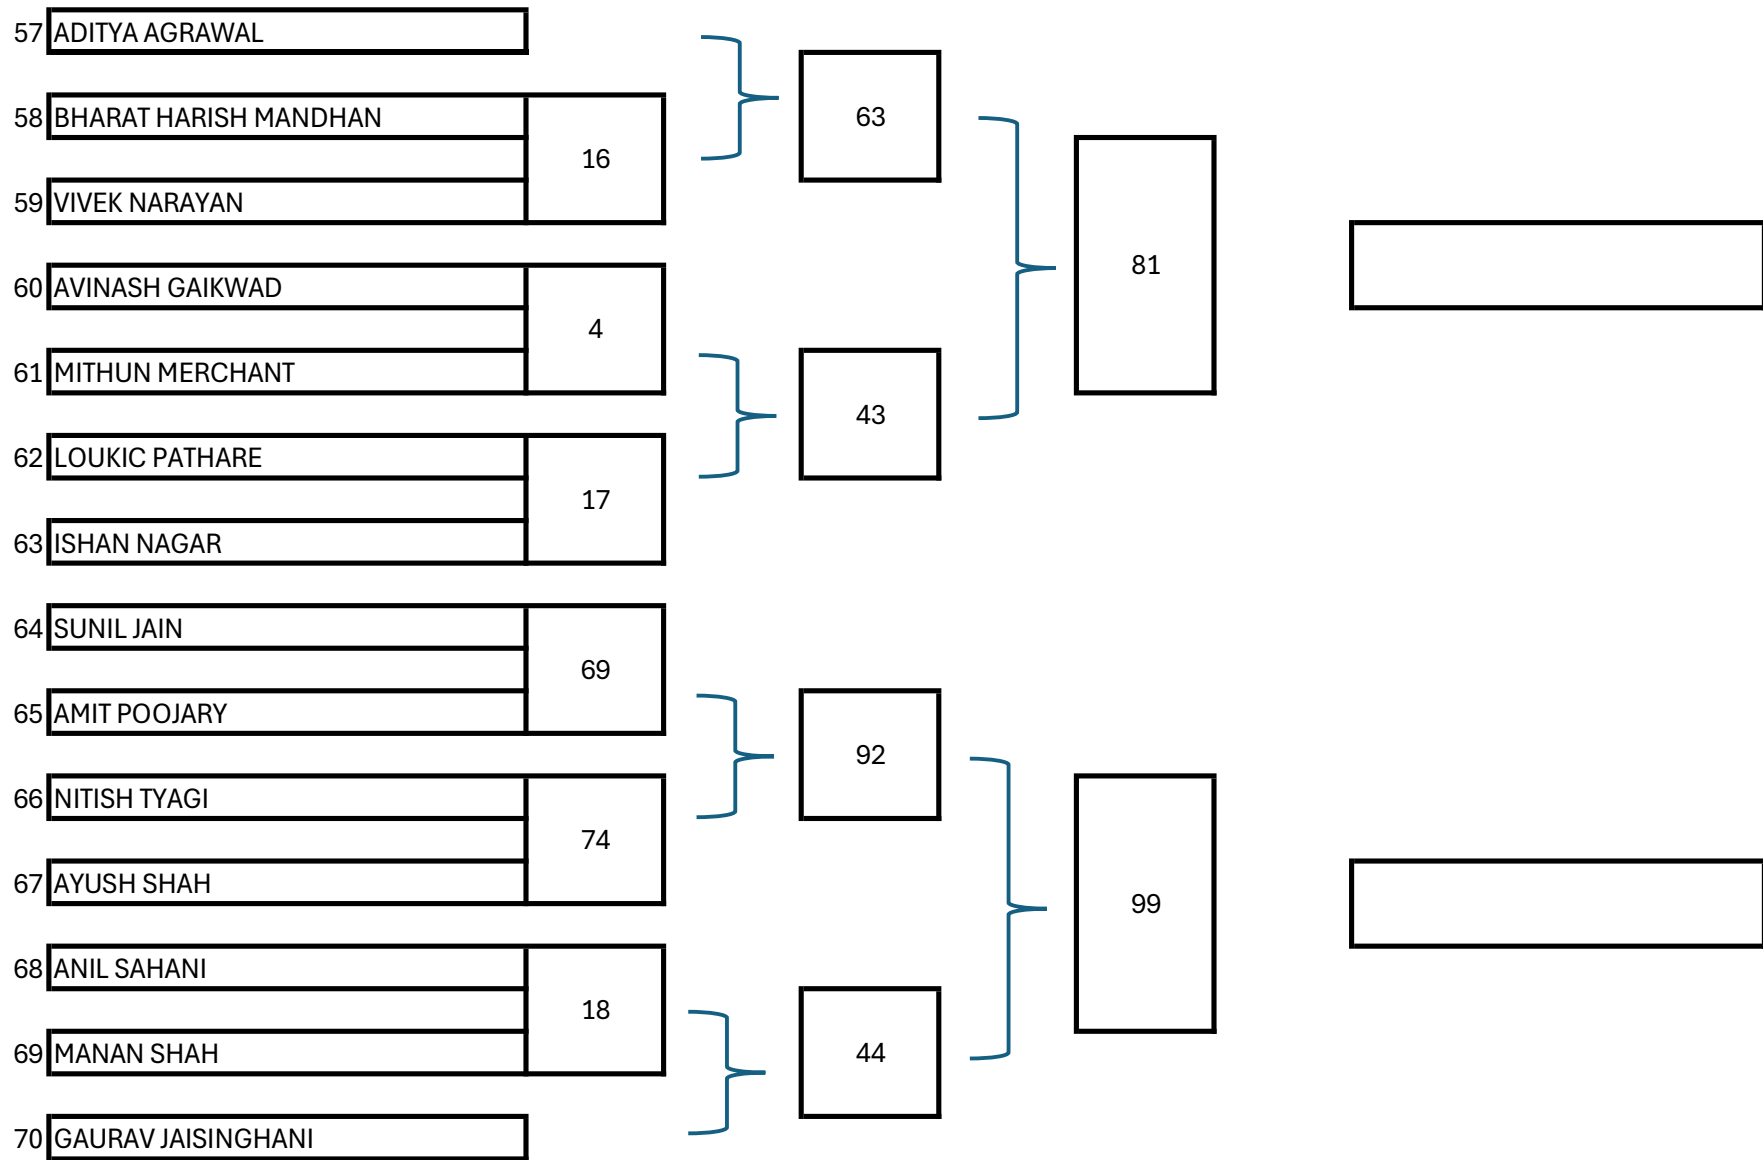 57 ADITYA AGRAWAL
63
58 BHARAT HARISH MANDHAN
16
59 VIVEK NARAYAN
81
60 AVINASH GAIKWAD
4
61 MITHUN MERCHANT
43
62 LOUKIC PATHARE
17
63 ISHAN NAGAR
64 SUNIL JAIN
69
65 AMIT POOJARY
92
66 NITISH TYAGI
74
67 AYUSH SHAH
99
68 ANIL SAHANI
18
69 MANAN SHAH
44
70 GAURAV JAISINGHANI